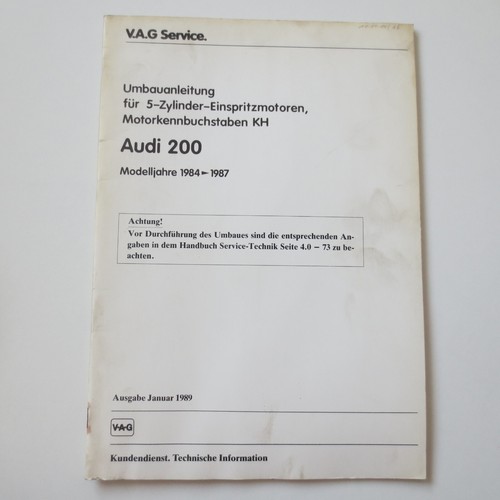 V.A.G Service.
Umbauanleitung
für 5-Zylinder-Einspritzmotoren,
Motorkennbuchstaben KH
Audi 200
Modelljahre 1984 ► 1987
Achtung!
Vor Durchführung des Umbaues sind die entsprechenden An-
gaben in dem Handbuch Service-Technik Seite 4.0 – 73 zu be-
achten.
Ausgabe Januar 1989
V·A·G
Kundendienst. Technische Information